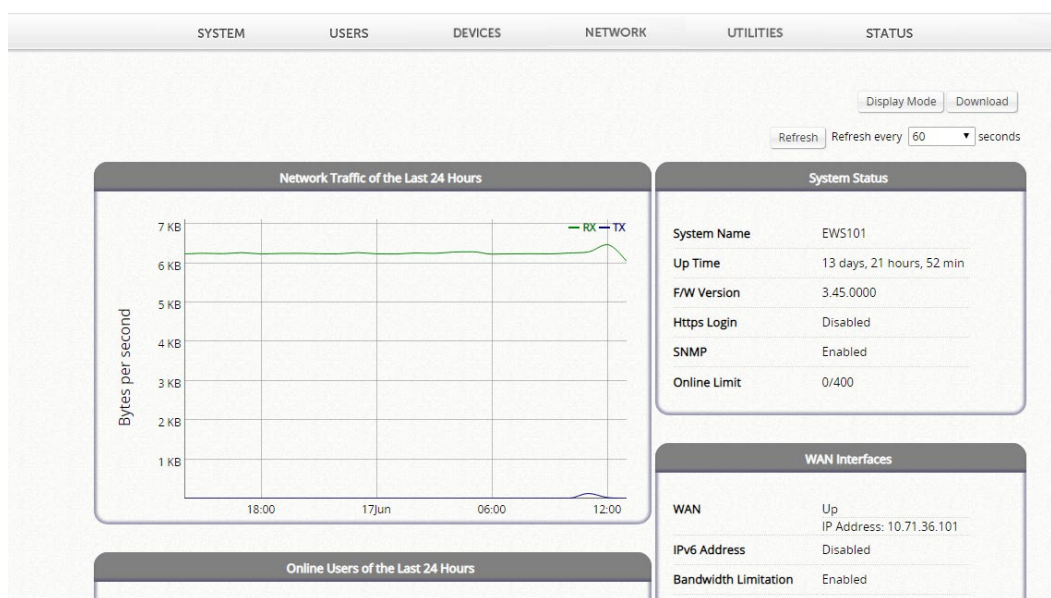 SYSTEM USERS DEVICES NETWORK UTILITIES STATUS
Display Mode Download
Refresh Refresh every 60 seconds
Network Traffic of the Last 24 Hours
7 KB
6 KB
5 KB
4 KB
3 KB
2 KB
1 KB
Bytes per second
RX TX
18:00 17Jun 06:00 12:00
Online Users of the Last 24 Hours
System Status
System Name EWS101
Up Time 13 days, 21 hours, 52 min
F/W Version 3.45.0000
Https Login Disabled
SNMP Enabled
Online Limit 0/400
WAN Interfaces
WAN Up
IP Address: 10.71.36.101
IPv6 Address Disabled
Bandwidth Limitation Enabled